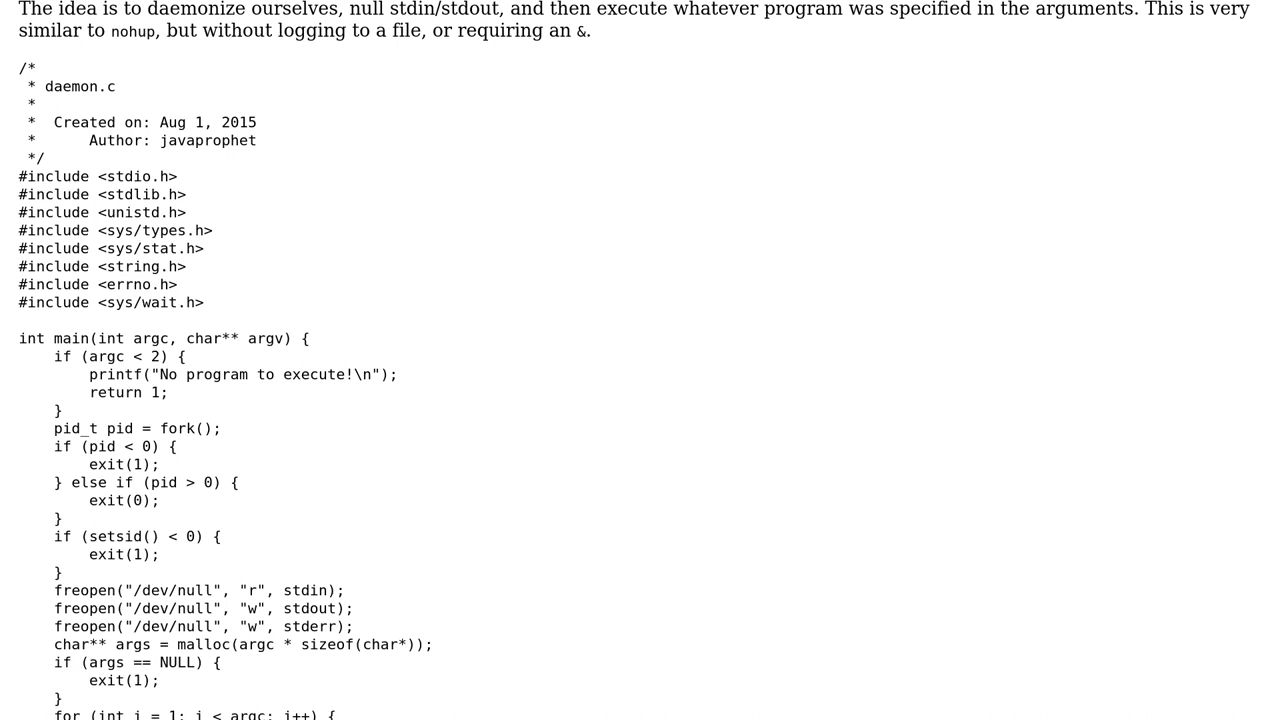 The idea is to daemonize ourselves, null stdin/stdout, and then execute whatever program was specified in the arguments. This is very
similar to nohup, but without logging to a file, or requiring an &.
/*
 * daemon.c
 *
 *  Created on: Aug 1, 2015
 *      Author: javaprophet
 */
#include <stdio.h>
#include <stdlib.h>
#include <unistd.h>
#include <sys/types.h>
#include <sys/stat.h>
#include <string.h>
#include <errno.h>
#include <sys/wait.h>

int main(int argc, char** argv) {
    if (argc < 2) {
        printf("No program to execute!\n");
        return 1;
    }
    pid_t pid = fork();
    if (pid < 0) {
        exit(1);
    } else if (pid > 0) {
        exit(0);
    }
    if (setsid() < 0) {
        exit(1);
    }
    freopen("/dev/null", "r", stdin);
    freopen("/dev/null", "w", stdout);
    freopen("/dev/null", "w", stderr);
    char** args = malloc(argc * sizeof(char*));
    if (args == NULL) {
        exit(1);
    }
    for (int i = 1; i < argc; i++) {